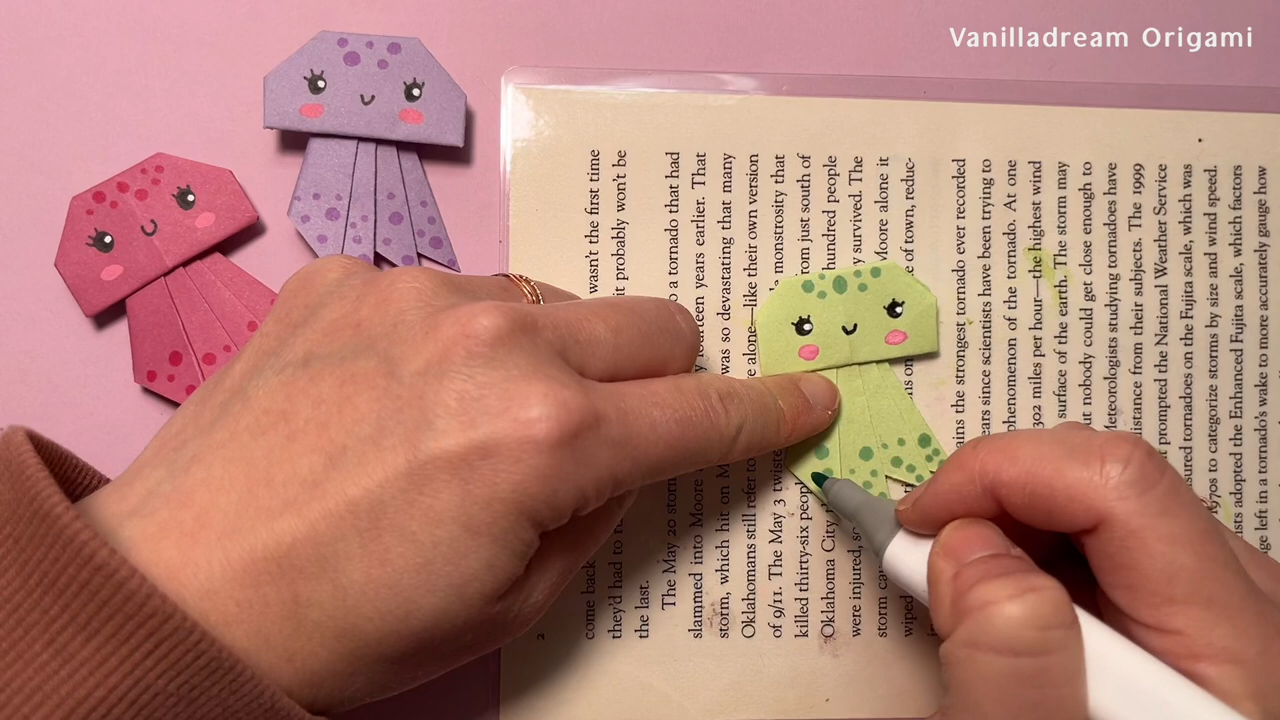 Vanilladream Origami
2
come back wasn't the first time
they'd had to it probably won't be
the last.
The May 20 a tornado that had
slammed into Moore years earlier. That
storm, which hit on was so devastating that many
Oklahomans still refer to alone—like their own version
of 9/11. The May 3 monstrosity that
killed thirty-six just south of
Oklahoma City hundred people
were injured, survived. The
storm Moore alone it
wiped of town, reduc-
the strongest tornado ever recorded
since scientists have been trying to
phenomenon of the tornado. At one
302 miles per hour—the highest wind
surface of the earth. The storm may
nobody could get close enough to
Meteorologists studying tornadoes have
distance from their subjects. The 1999
prompted the National Weather Service
tornadoes on the Fujita scale, which was
1970s to categorize storms by size and wind speed.
adopted the Enhanced Fujita scale, which factors
left in a tornado's wake to more accurately gauge how